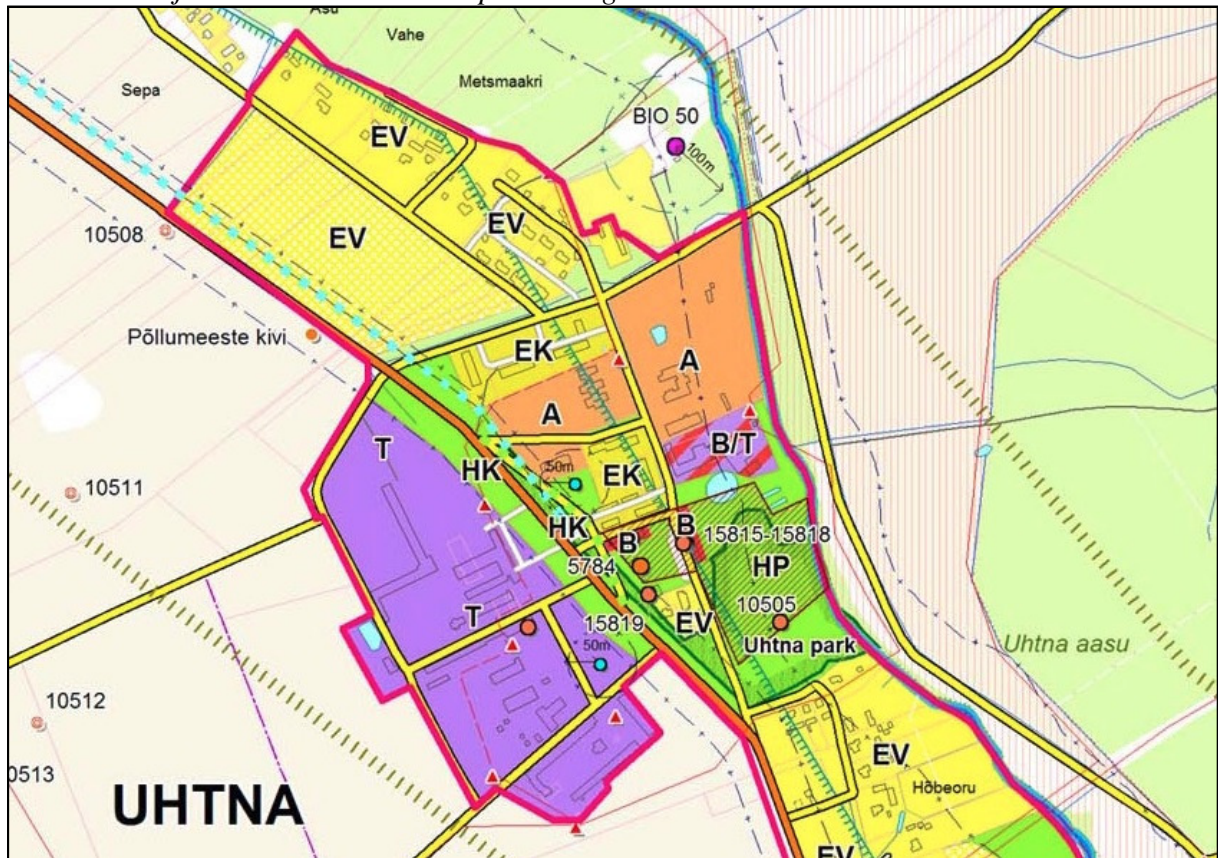 Asu
Vahe
Sepa
Metsmaakri
BIO 50
EV
100m
EV
10508
EV
Põllumeeste kivi
EK
A
A
T
HK
50m
EK
B/T
10511
HK
B
B
15815-15818
5784
HP
T
15819
EV
10505
Uhtna park
Uhtna aasu
50m
10512
EV
0513
Hõbeoru
UHTNA
EV